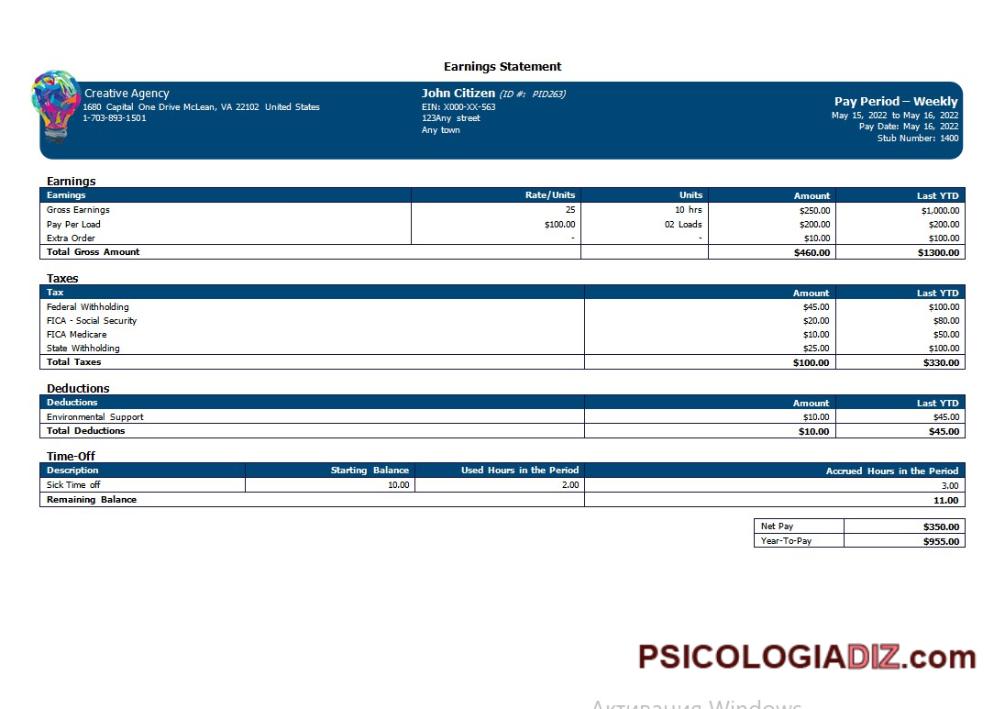 Earnings Statement
Creative Agency
1680 Capital One Drive McLean, VA 22102 United States
1-703-893-1501
John Citizen (ID #: PID263)
EIN: X000-XX-563
123Any street
Any town
Pay Period – Weekly
May 15, 2022 to May 16, 2022
Pay Date: May 16, 2022
Stub Number: 1400
Earnings
Earnings Rate/Units Units Amount Last YTD
Gross Earnings 25 10 hrs $250.00 $1,000.00
Pay Per Load $100.00 02 Loads $200.00 $200.00
Extra Order - - $10.00 $100.00
Total Gross Amount $460.00 $1300.00
Taxes
Tax Amount Last YTD
Federal Withholding $45.00 $100.00
FICA - Social Security $20.00 $80.00
FICA Medicare $10.00 $50.00
State Withholding $25.00 $100.00
Total Taxes $100.00 $330.00
Deductions
Deductions Amount Last YTD
Environmental Support $10.00 $45.00
Total Deductions $10.00 $45.00
Time-Off
Description Starting Balance Used Hours in the Period Accrued Hours in the Period
Sick Time off 10.00 2.00 3.00
Remaining Balance 11.00
Net Pay $350.00
Year-To-Pay $955.00
PSICOLOGIADIZ.com
Активация Windows